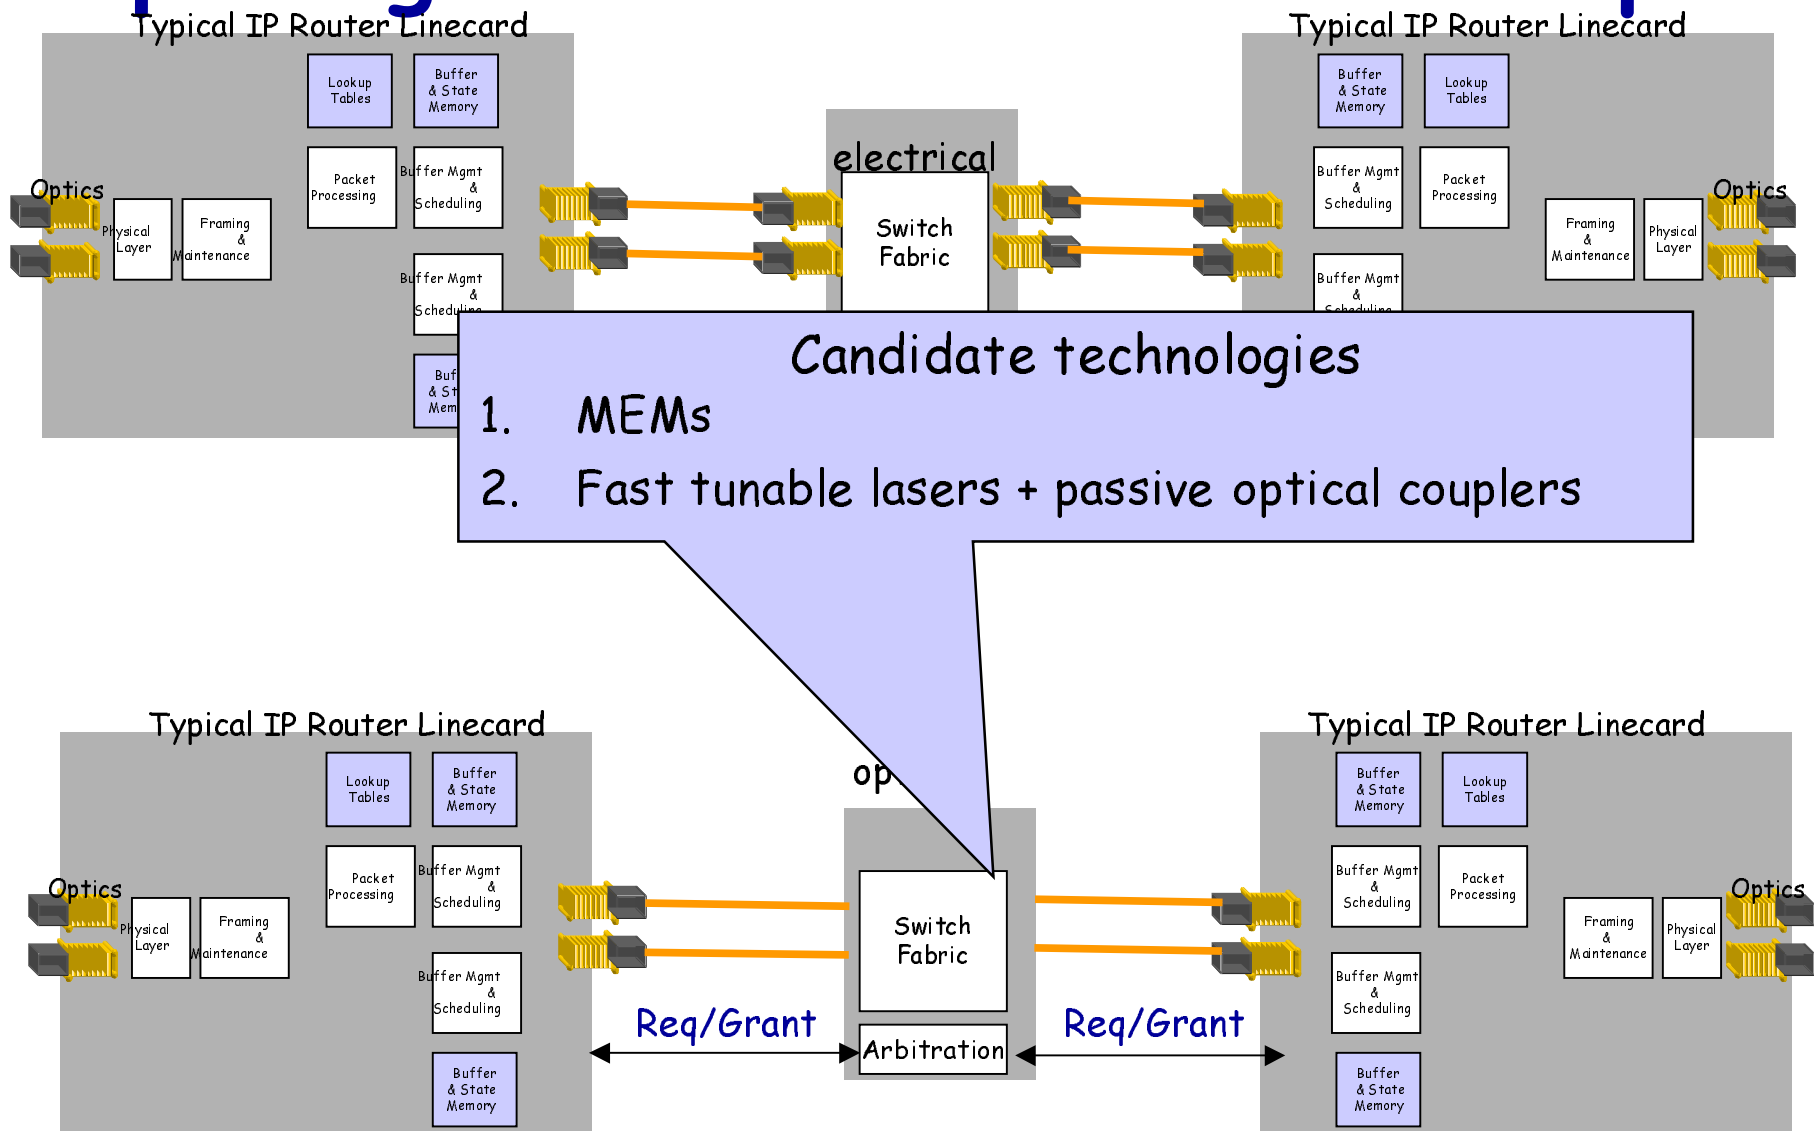 Typical IP Router Linecard
Typical IP Router Linecard
Lookup
Tables
Buffer
& State
Memory
Buffer
& State
Memory
Lookup
Tables
electrical
Packet
Processing
Buffer Mgmt
&
Scheduling
Buffer Mgmt
&
Scheduling
Packet
Processing
Optics
Physical
Layer
Framing
&
Maintenance
Switch
Fabric
Framing
&
Maintenance
Physical
Layer
Optics
Buffer Mgmt
&
Scheduling
Buffer Mgmt
&
Scheduling
Candidate technologies
1. MEMs
2. Fast tunable lasers + passive optical couplers
Typical IP Router Linecard
Typical IP Router Linecard
Lookup
Tables
Buffer
& State
Memory
Buffer
& State
Memory
Lookup
Tables
Packet
Processing
Buffer Mgmt
&
Scheduling
Buffer Mgmt
&
Scheduling
Packet
Processing
Optics
Physical
Layer
Framing
&
Maintenance
Switch
Fabric
Framing
&
Maintenance
Physical
Layer
Optics
Buffer Mgmt
&
Scheduling
Buffer Mgmt
&
Scheduling
Req/Grant
Req/Grant
Arbitration
Buffer
& State
Memory
Buffer
& State
Memory